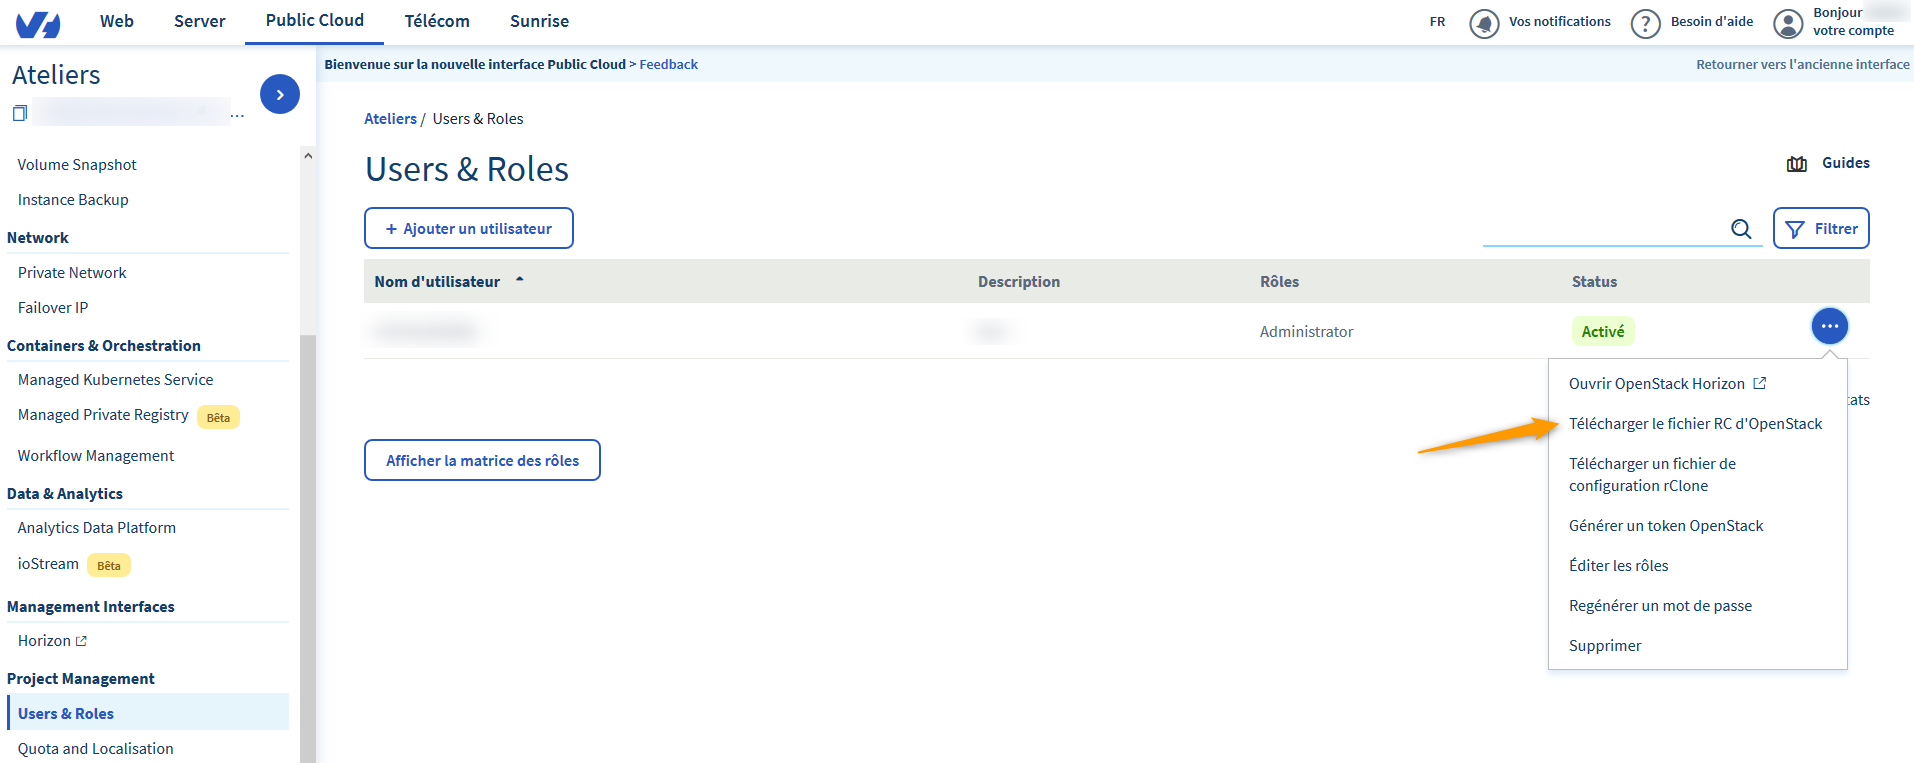 Web Server Public Cloud Télécom Sunrise
FR Vos notifications Besoin d'aide Bonjour
votre compte
Bienvenue sur la nouvelle interface Public Cloud > Feedback
Retourner vers l'ancienne interface
Ateliers
...
Volume Snapshot
Instance Backup
Network
Private Network
Failover IP
Containers & Orchestration
Managed Kubernetes Service
Managed Private Registry Bêta
Workflow Management
Data & Analytics
Analytics Data Platform
ioStream Bêta
Management Interfaces
Horizon
Project Management
Users & Roles
Quota and Localisation
Ateliers / Users & Roles
Users & Roles
Guides
+ Ajouter un utilisateur
Filtrer
Nom d'utilisateur Description Rôles Status
Administrator Activé
Ouvrir OpenStack Horizon
Télécharger le fichier RC d'OpenStack
Télécharger un fichier de
configuration rClone
Générer un token OpenStack
Éditer les rôles
Regénérer un mot de passe
Supprimer
tats
Afficher la matrice des rôles